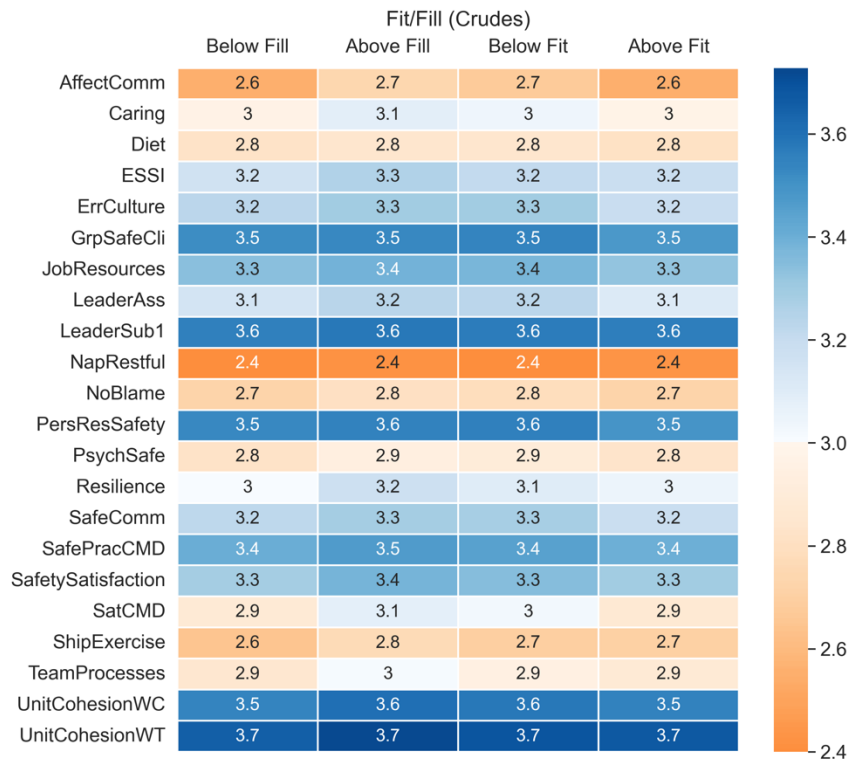 Fit/Fill (Crudes)
Below Fill Above Fill Below Fit Above Fit
AffectComm 2.6 2.7 2.7 2.6
Caring 3 3.1 3 3
Diet 2.8 2.8 2.8 2.8
ESSI 3.2 3.3 3.2 3.2
ErrCulture 3.2 3.3 3.3 3.2
GrpSafeCli 3.5 3.5 3.5 3.5
JobResources 3.3 3.4 3.4 3.3
LeaderAss 3.1 3.2 3.2 3.1
LeaderSub1 3.6 3.6 3.6 3.6
NapRestful 2.4 2.4 2.4 2.4
NoBlame 2.7 2.8 2.8 2.7
PersResSafety 3.5 3.6 3.6 3.5
PsychSafe 2.8 2.9 2.9 2.8
Resilience 3 3.2 3.1 3
SafeComm 3.2 3.3 3.3 3.2
SafePracCMD 3.4 3.5 3.4 3.4
SafetySatisfaction 3.3 3.4 3.3 3.3
SatCMD 2.9 3.1 3 2.9
ShipExercise 2.6 2.8 2.7 2.7
TeamProcesses 2.9 3 2.9 2.9
UnitCohesionWC 3.5 3.6 3.6 3.5
UnitCohesionWT 3.7 3.7 3.7 3.7
3.6
3.4
3.2
3.0
2.8
2.6
2.4